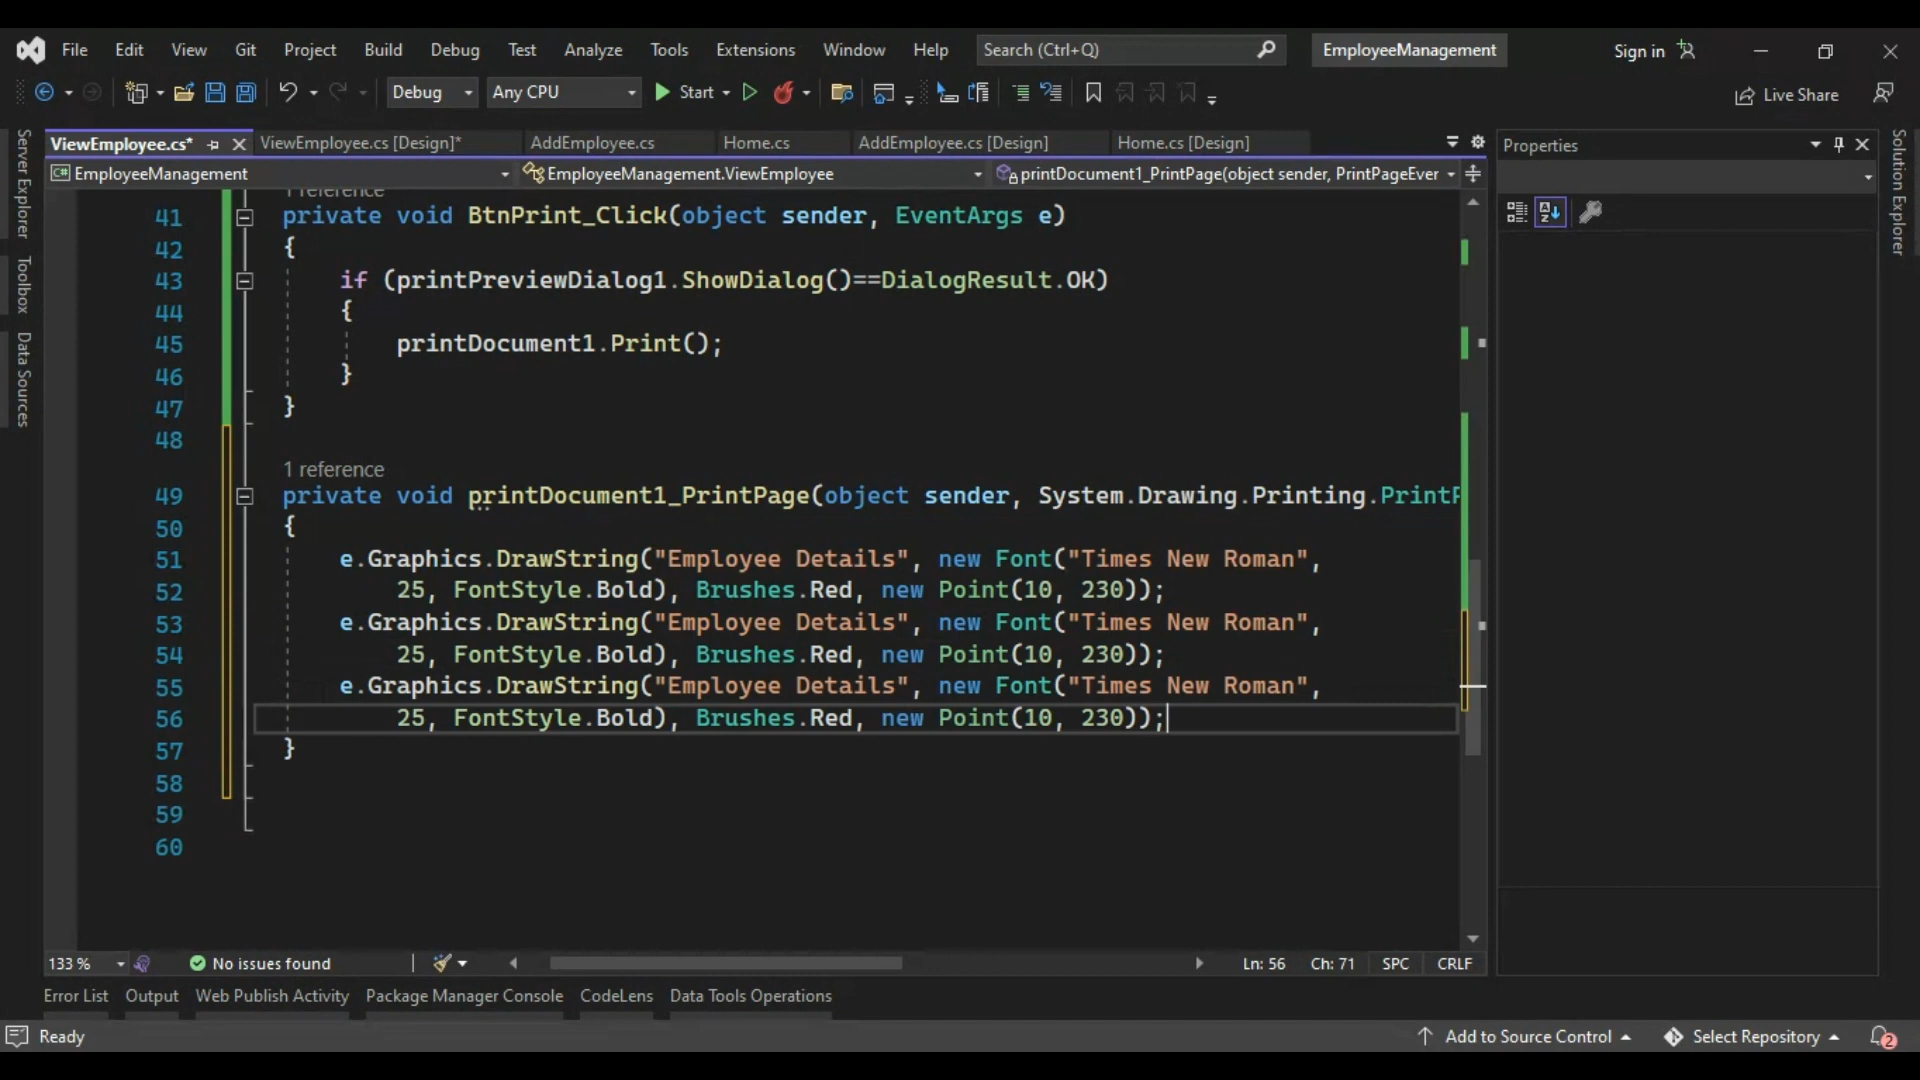 File Edit View Git Project Build Debug Test Analyze Tools Extensions Window Help Search (Ctrl+Q) EmployeeManagement Sign in
Debug Any CPU Start Live Share
ViewEmployee.cs* ViewEmployee.cs [Design]* AddEmployee.cs Home.cs AddEmployee.cs [Design] Home.cs [Design] Properties
C# EmployeeManagement EmployeeManagement.ViewEmployee printDocument1_PrintPage(object sender, PrintPageEver
Server Explorer
Toolbox
Data Sources
Solution Explorer
1 reference
41 private void BtnPrint_Click(object sender, EventArgs e)
42 {
43 if (printPreviewDialog1.ShowDialog()==DialogResult.OK)
44 {
45 printDocument1.Print();
46 }
47 }
48
1 reference
49 private void printDocument1_PrintPage(object sender, System.Drawing.Printing.PrintP
50 {
51 e.Graphics.DrawString("Employee Details", new Font("Times New Roman",
52 25, FontStyle.Bold), Brushes.Red, new Point(10, 230));
53 e.Graphics.DrawString("Employee Details", new Font("Times New Roman",
54 25, FontStyle.Bold), Brushes.Red, new Point(10, 230));
55 e.Graphics.DrawString("Employee Details", new Font("Times New Roman",
56 25, FontStyle.Bold), Brushes.Red, new Point(10, 230));
57 }
58
59
60
133 % No issues found Ln: 56 Ch: 71 SPC CRLF
Error List Output Web Publish Activity Package Manager Console CodeLens Data Tools Operations
Ready Add to Source Control Select Repository 2